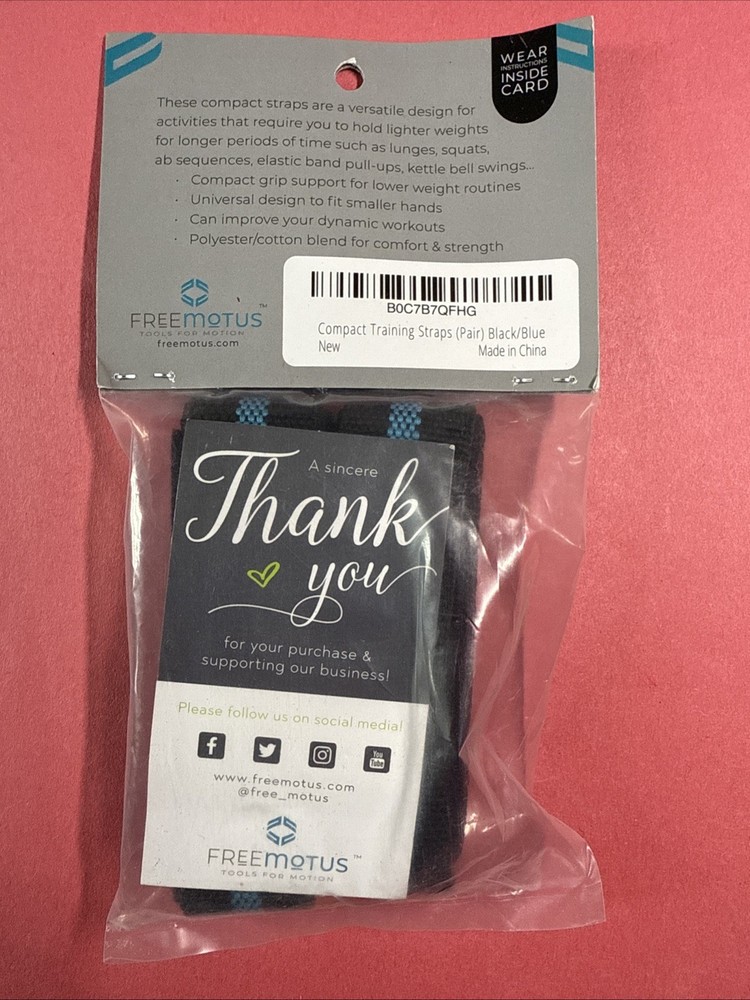 WEAR
INSTRUCTIONS
INSIDE
CARD
These compact straps are a versatile design for
activities that require you to hold lighter weights
for longer periods of time such as lunges, squats,
ab sequences, elastic band pull-ups, kettle bell swings...
· Compact grip support for lower weight routines
· Universal design to fit smaller hands
· Can improve your dynamic workouts
· Polyester/cotton blend for comfort & strength
FREEMOTUS™
TOOLS FOR MOTION
freemotus.com
B0C7B7QFHG
Compact Training Straps (Pair) Black/Blue
New Made in China
A sincere
Thank
you
for your purchase &
supporting our business!
Please follow us on social media!
You
Tube
www.freemotus.com
@free_motus
FREEMOTUS™
TOOLS FOR MOTION